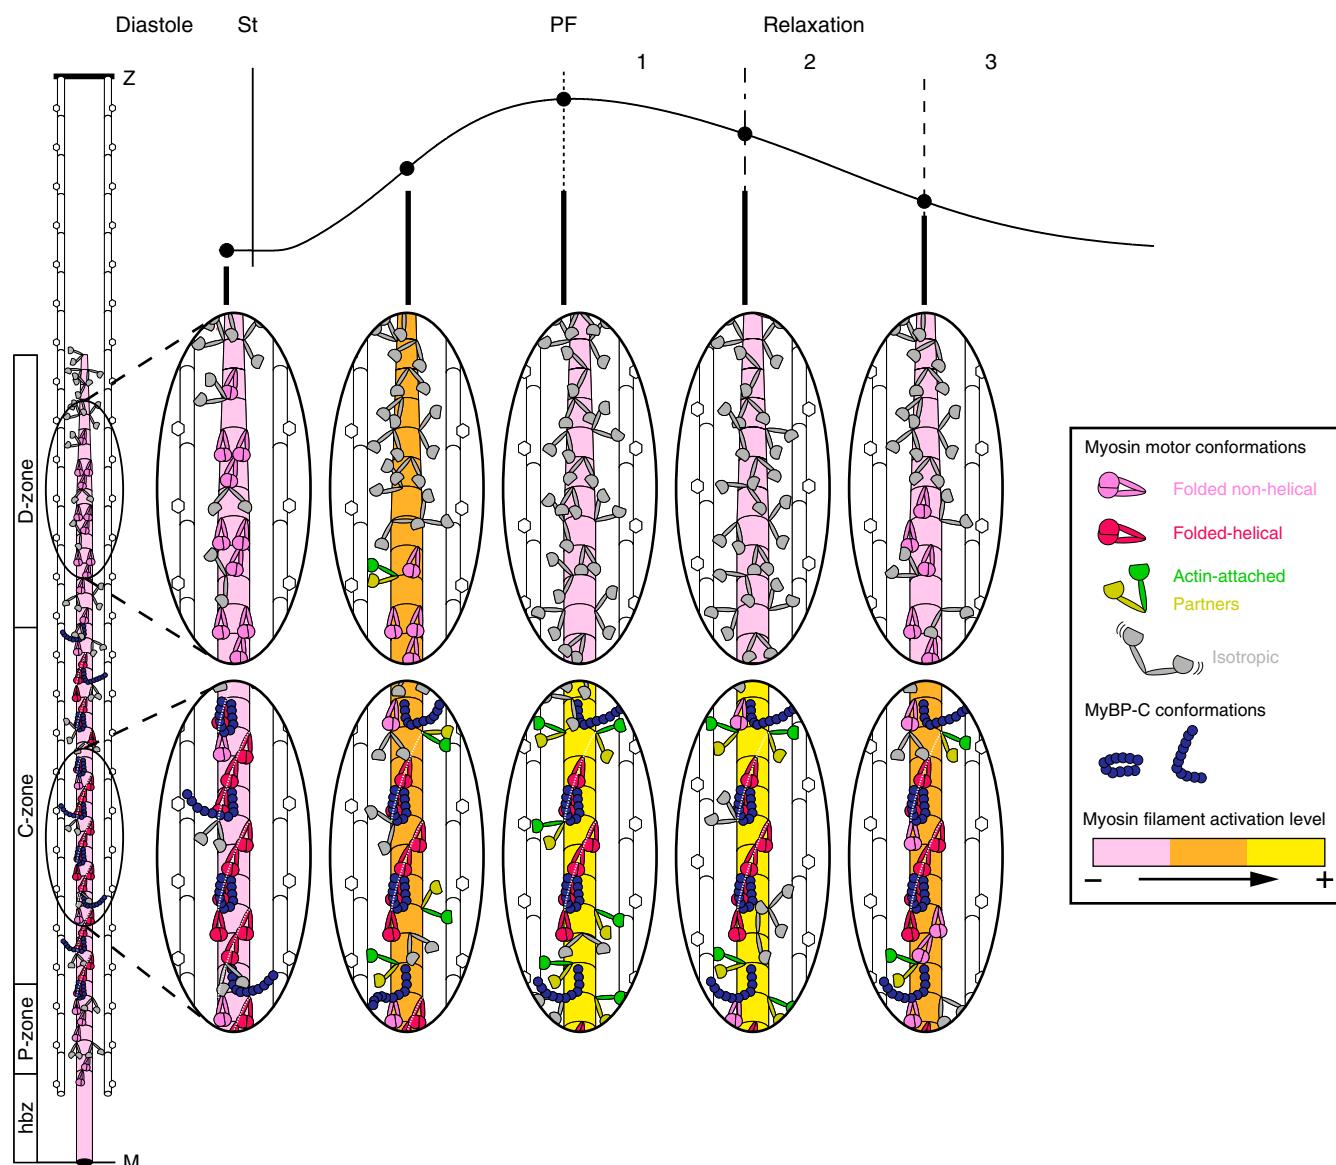 Diastole St PF Relaxation
1 2 3
Z
D-zone
C-zone
P-zone
hbz
M
Myosin motor conformations
Folded non-helical
Folded-helical
Actin-attached
Partners
Isotropic
MyBP-C conformations
Myosin filament activation level
− +